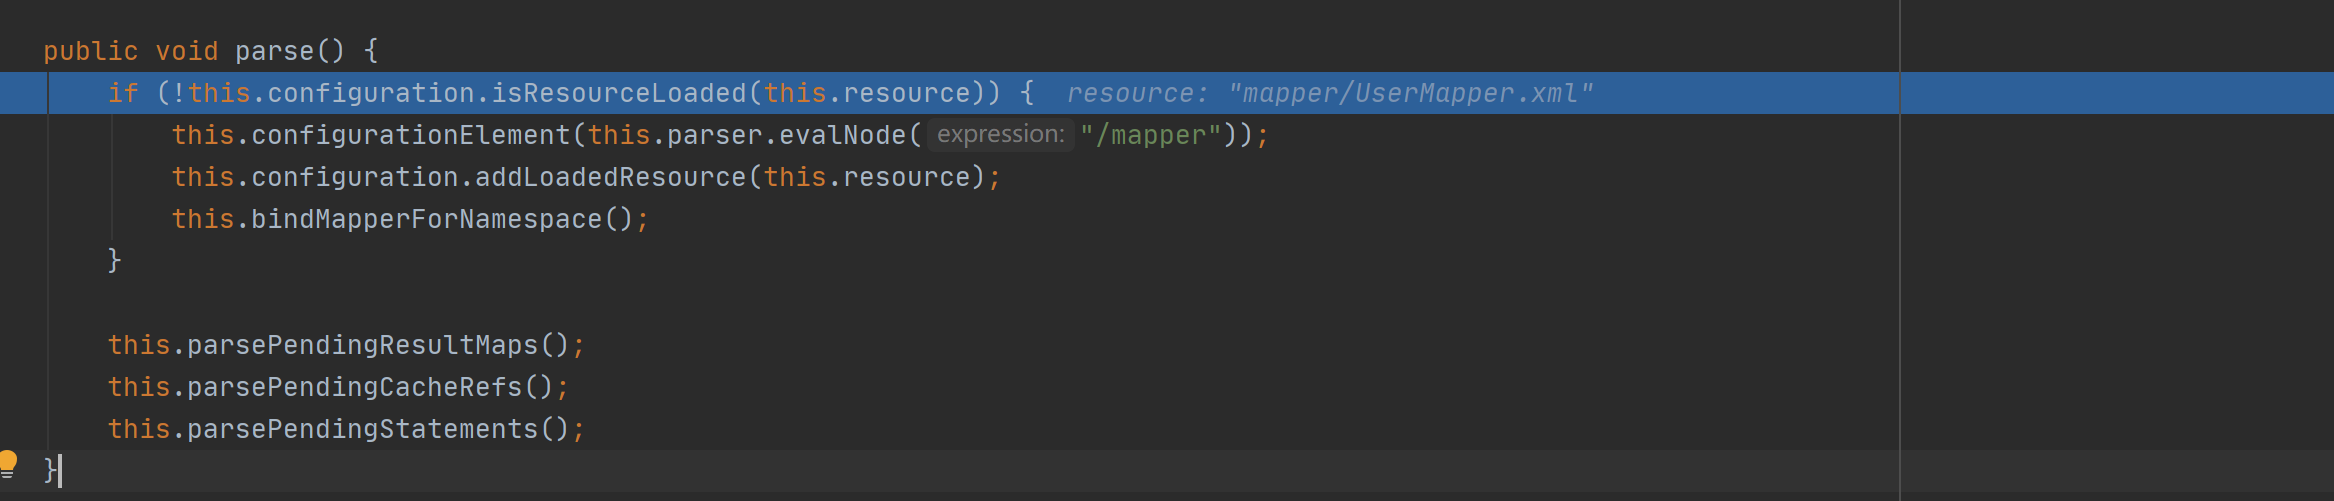 public void parse() {
    if (!this.configuration.isResourceLoaded(this.resource)) {  resource: "mapper/UserMapper.xml"
        this.configurationElement(this.parser.evalNode( expression: "/mapper"));
        this.configuration.addLoadedResource(this.resource);
        this.bindMapperForNamespace();
    }
    this.parsePendingResultMaps();
    this.parsePendingCacheRefs();
    this.parsePendingStatements();
}